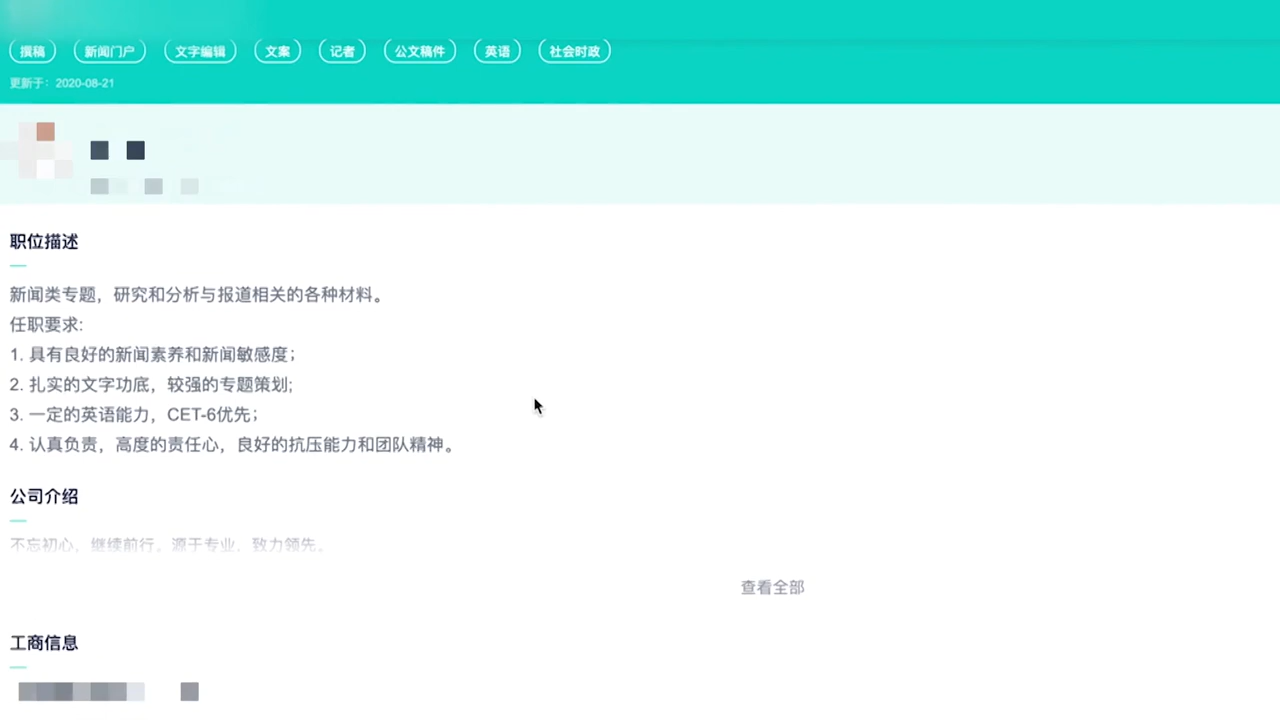 撰稿 新闻门户 文字编辑 文案 记者 公文稿件 英语 社会时政
更新于：2020-08-21
职位描述
新闻类专题，研究和分析与报道相关的各种材料。
任职要求:
1. 具有良好的新闻素养和新闻敏感度；
2. 扎实的文字功底，较强的专题策划;
3. 一定的英语能力，CET-6优先；
4. 认真负责，高度的责任心，良好的抗压能力和团队精神。
公司介绍
不忘初心，继续前行。源于专业，致力领先。
查看全部
工商信息